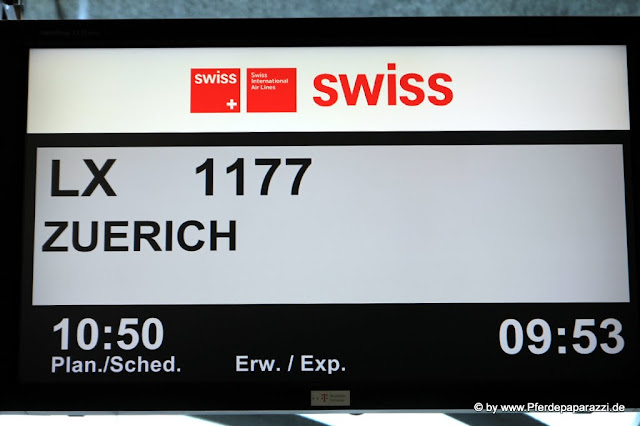 swiss
Swiss
International
Air Lines
swiss
LX 1177
ZUERICH
10:50
09:53
Plan./Sched.
Erw. / Exp.
T
© by www.Pferdepaparazzi.de